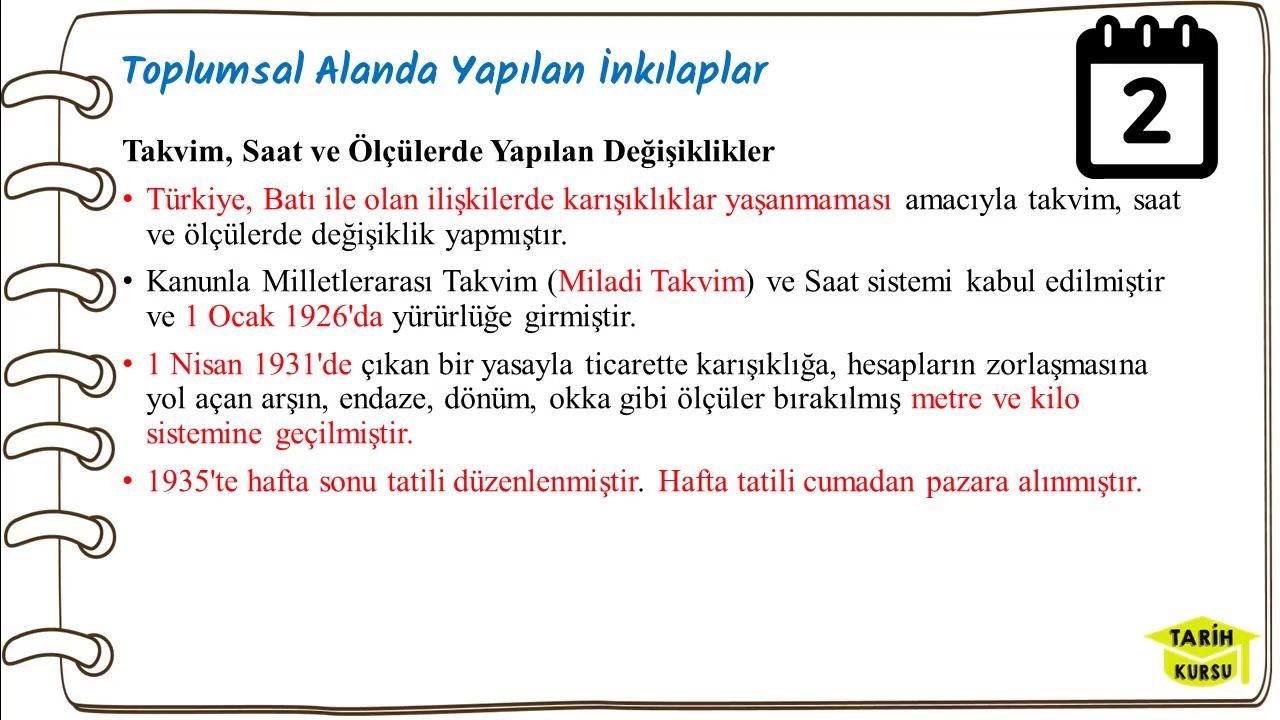 Toplumsal Alanda Yapılan İnkılaplar
2
Takvim, Saat ve Ölçülerde Yapılan Değişiklikler
• Türkiye, Batı ile olan ilişkilerde karışıklıklar yaşanmaması amacıyla takvim, saat
ve ölçülerde değişiklik yapmıştır.
• Kanunla Milletlerarası Takvim (Miladi Takvim) ve Saat sistemi kabul edilmiştir
ve 1 Ocak 1926'da yürürlüğe girmiştir.
• 1 Nisan 1931'de çıkan bir yasayla ticarette karışıklığa, hesapların zorlaşmasına
yol açan arşın, endaze, dönüm, okka gibi ölçüler bırakılmış metre ve kilo
sistemine geçilmiştir.
• 1935'te hafta sonu tatili düzenlenmiştir. Hafta tatili cumadan pazara alınmıştır.
TARİH
KURSU